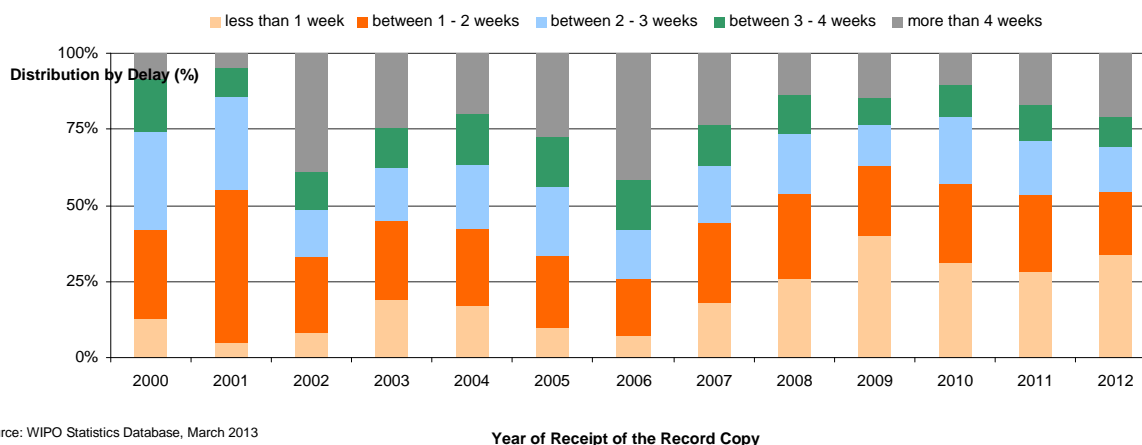 less than 1 week between 1 - 2 weeks between 2 - 3 weeks between 3 - 4 weeks more than 4 weeks
100%
Distribution by Delay (%)
75%
50%
25%
0%
2000 2001 2002 2003 2004 2005 2006 2007 2008 2009 2010 2011 2012
rce: WIPO Statistics Database, March 2013
Year of Receipt of the Record Copy